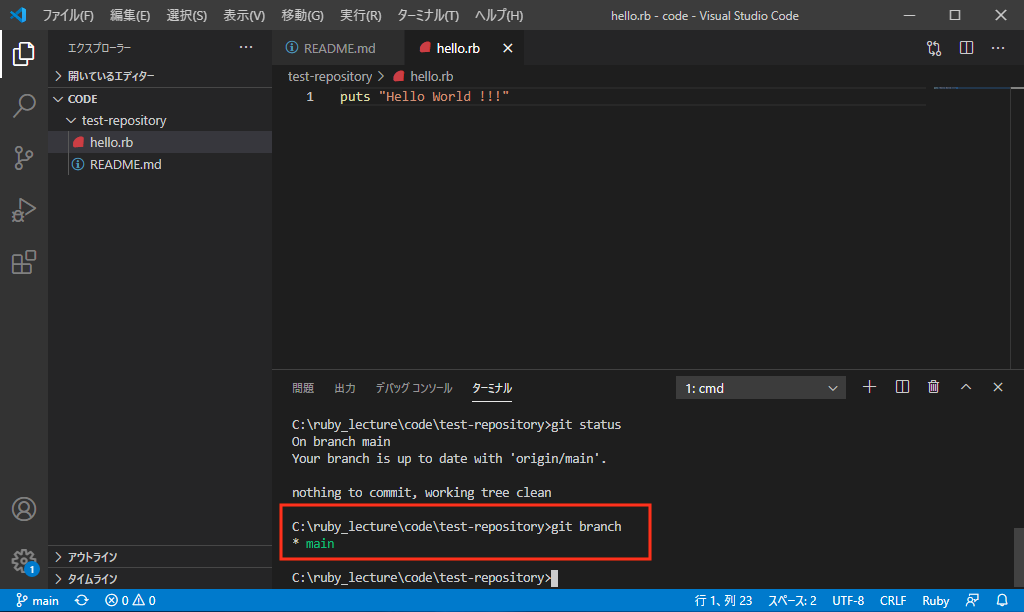 ファイル(F) 編集(E) 選択(S) 表示(V) 移動(G) 実行(R) ターミナル(T) ヘルプ(H) hello.rb - code - Visual Studio Code
エクスプローラー
開いているエディター
CODE
test-repository
hello.rb
README.md
アウトライン
タイムライン
README.md hello.rb
test-repository hello.rb
1 puts "Hello World !!!"
問題 出力 デバッグ コンソール ターミナル 1: cmd
C:\ruby_lecture\code\test-repository>git status
On branch main
Your branch is up to date with 'origin/main'.
nothing to commit, working tree clean
C:\ruby_lecture\code\test-repository>git branch
* main
C:\ruby_lecture\code\test-repository>
1
main 0 0 行 1、列 23 スペース: 2 UTF-8 CRLF Ruby